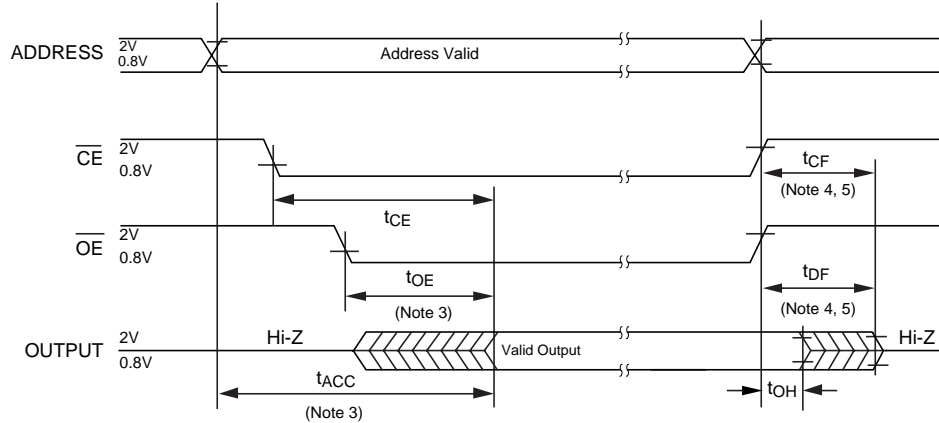 ADDRESS 2V Address Valid
0.8V
CE 2V tCF
0.8V (Note 4, 5)
tCE
OE 2V
0.8V tOE tDF
(Note 3) (Note 4, 5)
OUTPUT 2V Hi-Z Valid Output Hi-Z
0.8V
tACC tOH
(Note 3)